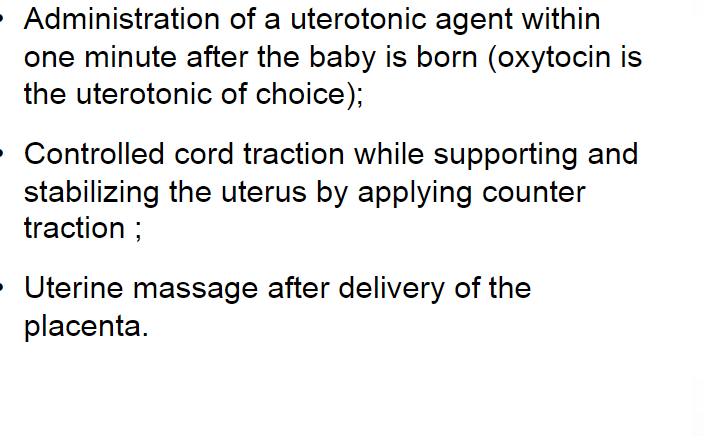 • Administration of a uterotonic agent within
one minute after the baby is born (oxytocin is
the uterotonic of choice);
• Controlled cord traction while supporting and
stabilizing the uterus by applying counter
traction ;
• Uterine massage after delivery of the
placenta.